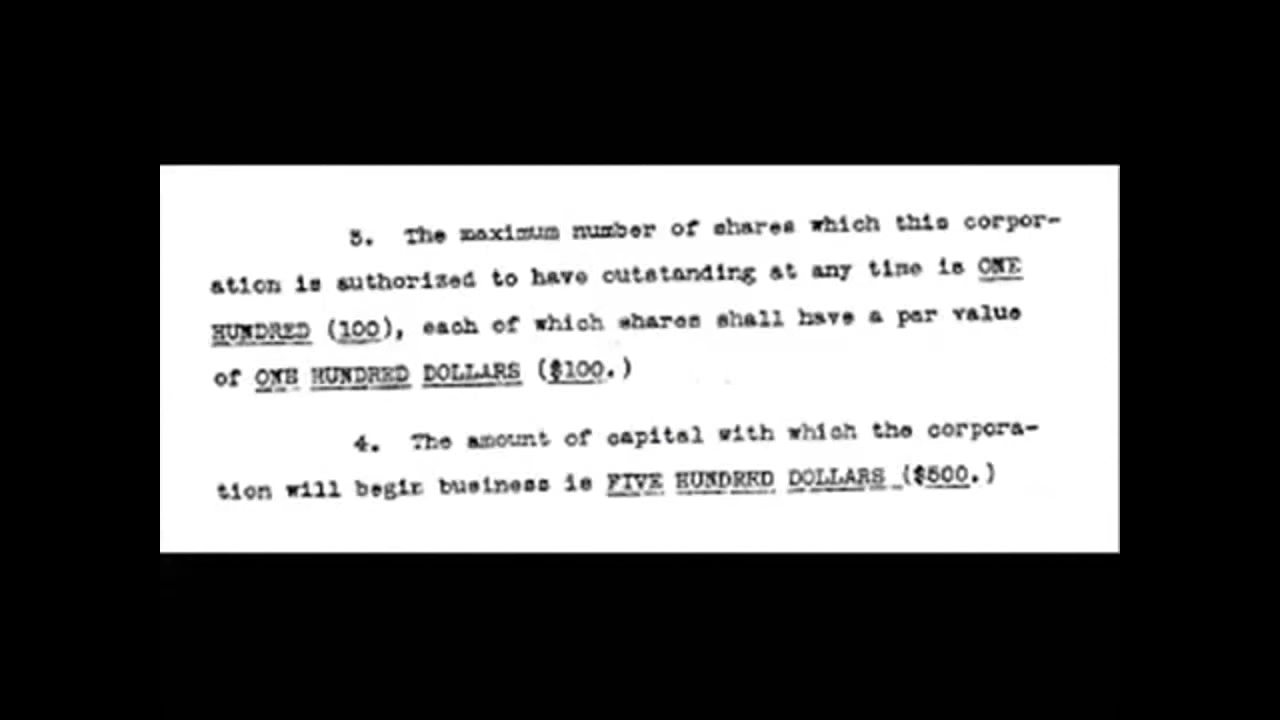 3. The maximum number of shares which this corpor-
ation is authorized to have outstanding at any time is ONE
HUNDRED (100), each of which shares shall have a par value
of ONE HUNDRED DOLLARS ($100.)
4. The amount of capital with which the corpora-
tion will begin business is FIVE HUNDRED DOLLARS ($500.)